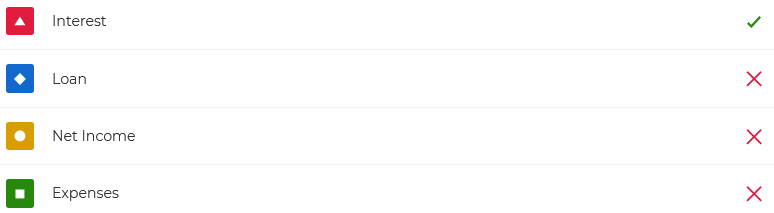 Interest
Loan
Net Income
Expenses